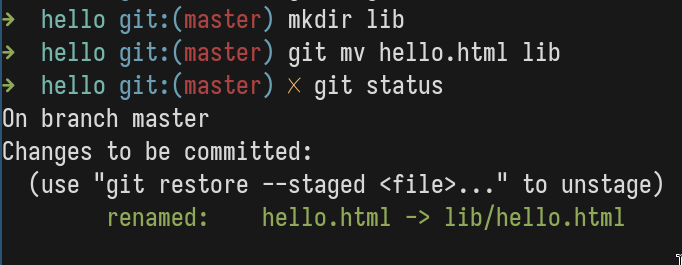 → hello git:(master) mkdir lib
→ hello git:(master) git mv hello.html lib
→ hello git:(master) ✗ git status
On branch master
Changes to be committed:
  (use "git restore --staged <file>..." to unstage)
        renamed:    hello.html -> lib/hello.html